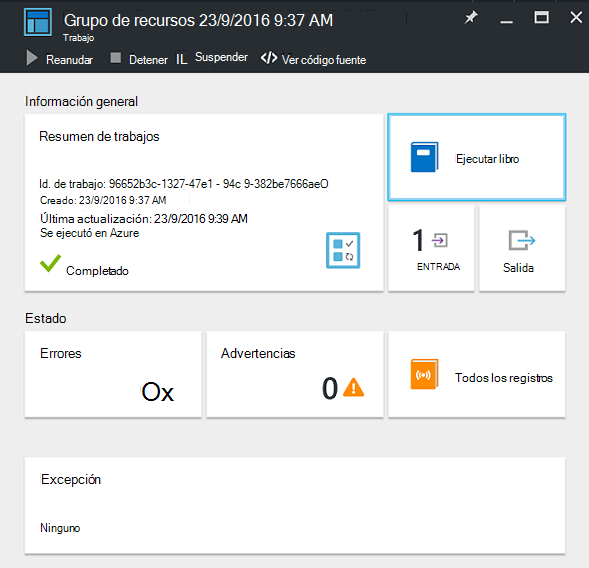 Grupo de recursos 23/9/2016 9:37 AM
Trabajo
Reanudar
Detener
IL
Suspender
</> Ver código fuente
Información general
Resumen de trabajos
Id. de trabajo: 96652b3c-1327-47e1 - 94c 9-382be7666aeO
Creado: 23/9/2016 9:37 AM
Última actualización: 23/9/2016 9:39 AM
Se ejecutó en Azure
Completado
Ejecutar libro
1
ENTRADA
Salida
Estado
Errores
Ox
Advertencias
0
Todos los registros
Excepción
Ninguno